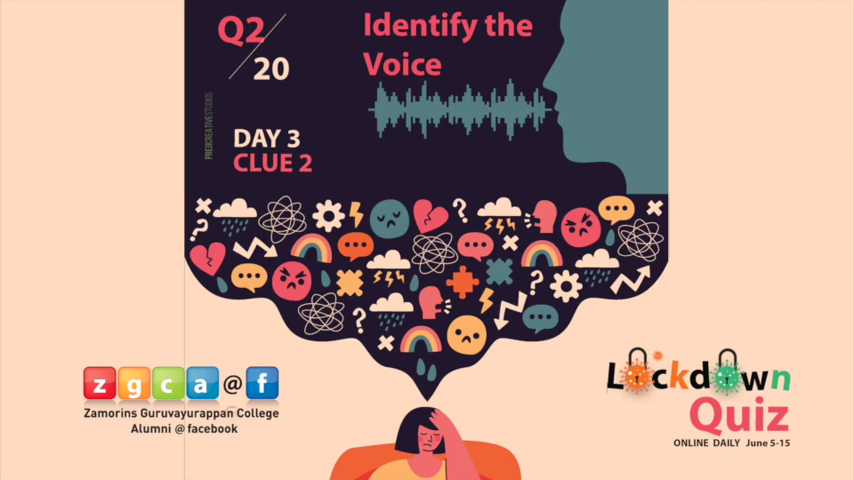 Q2
20
Identify the
Voice
PREJXCREATIVESTUDIOS
DAY 3
CLUE 2
zgca@f
Zamorins Guruvayurappan College
Alumni @ facebook
Lockdown
Quiz
ONLINE DAILY June 5-15